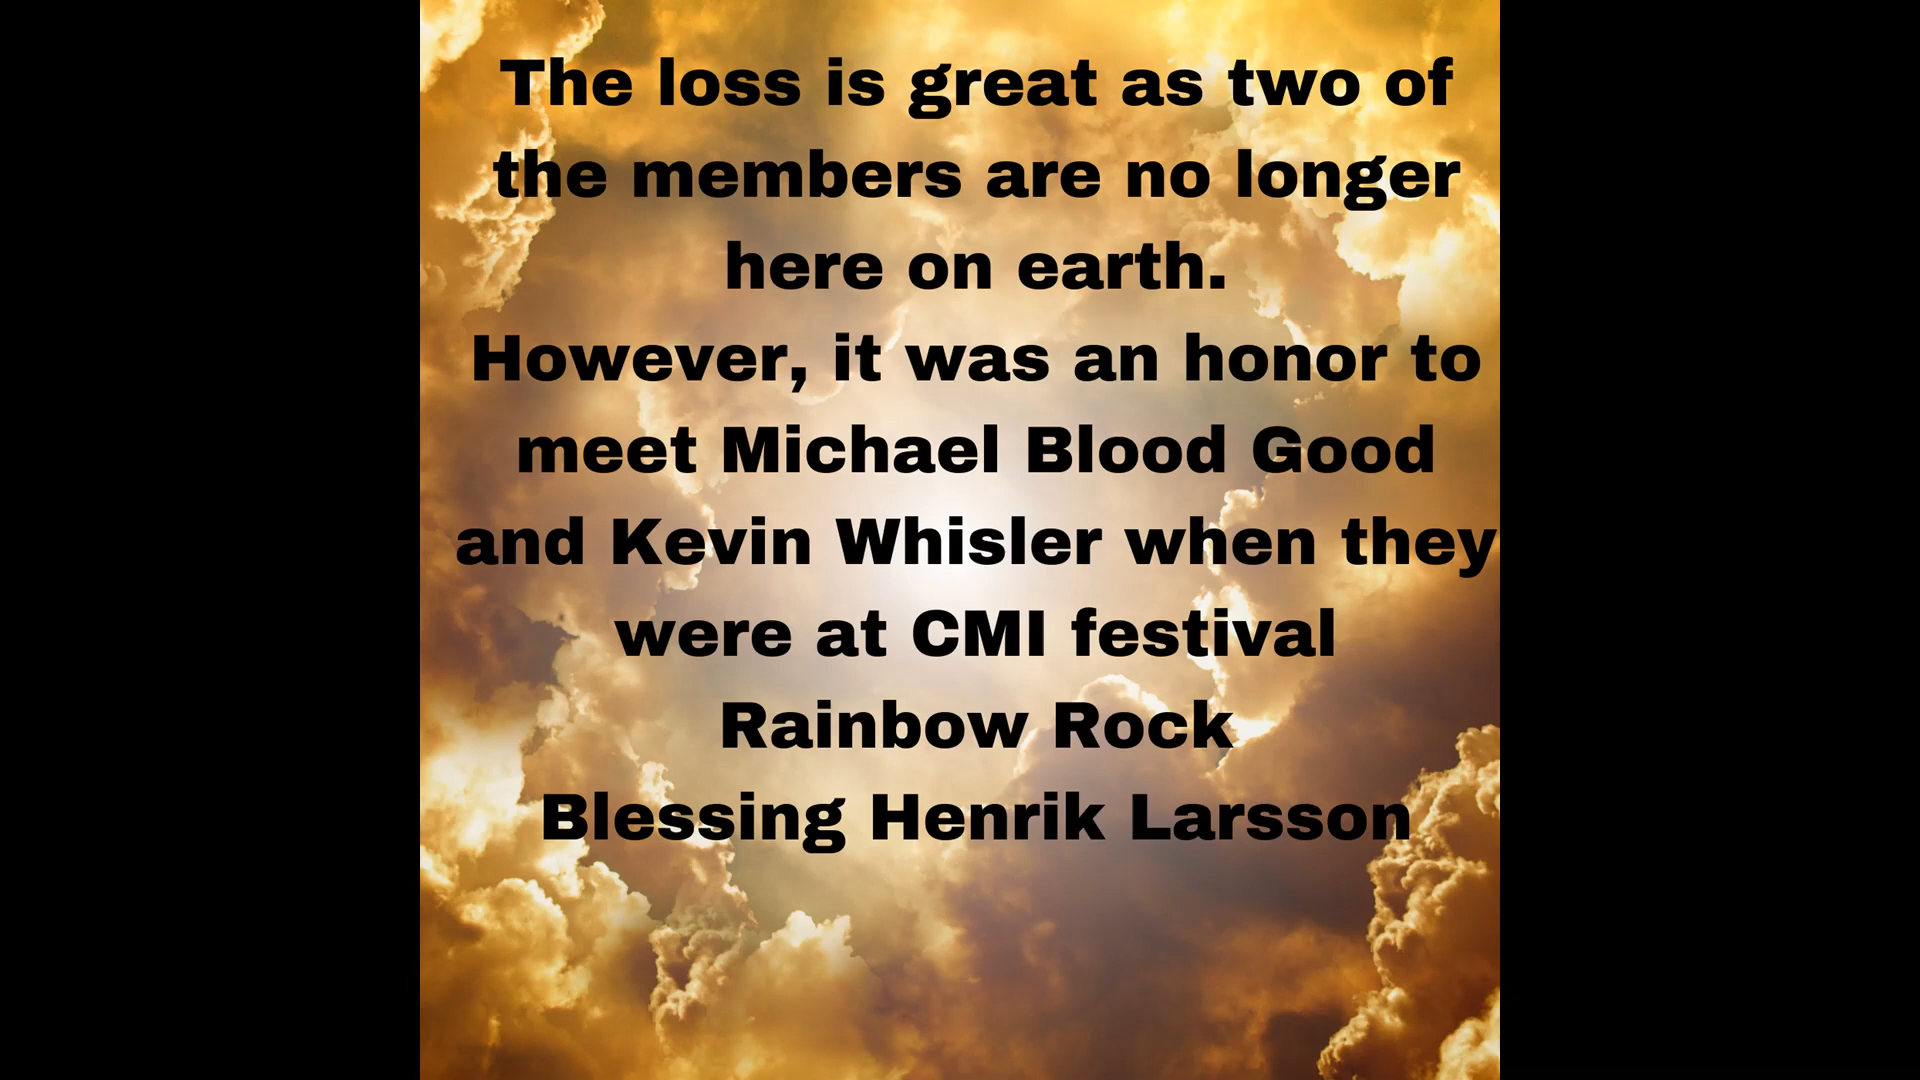 The loss is great as two of
the members are no longer
here on earth.
However, it was an honor to
meet Michael Blood Good
and Kevin Whisler when they
were at CMI festival
Rainbow Rock
Blessing Henrik Larsson